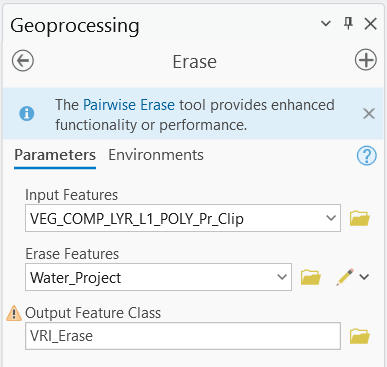 Geoprocessing
Erase
The Pairwise Erase tool provides enhanced
functionality or performance.
Parameters Environments
Input Features
VEG_COMP_LYR_L1_POLY_Pr_Clip
Erase Features
Water_Project
Output Feature Class
VRI_Erase